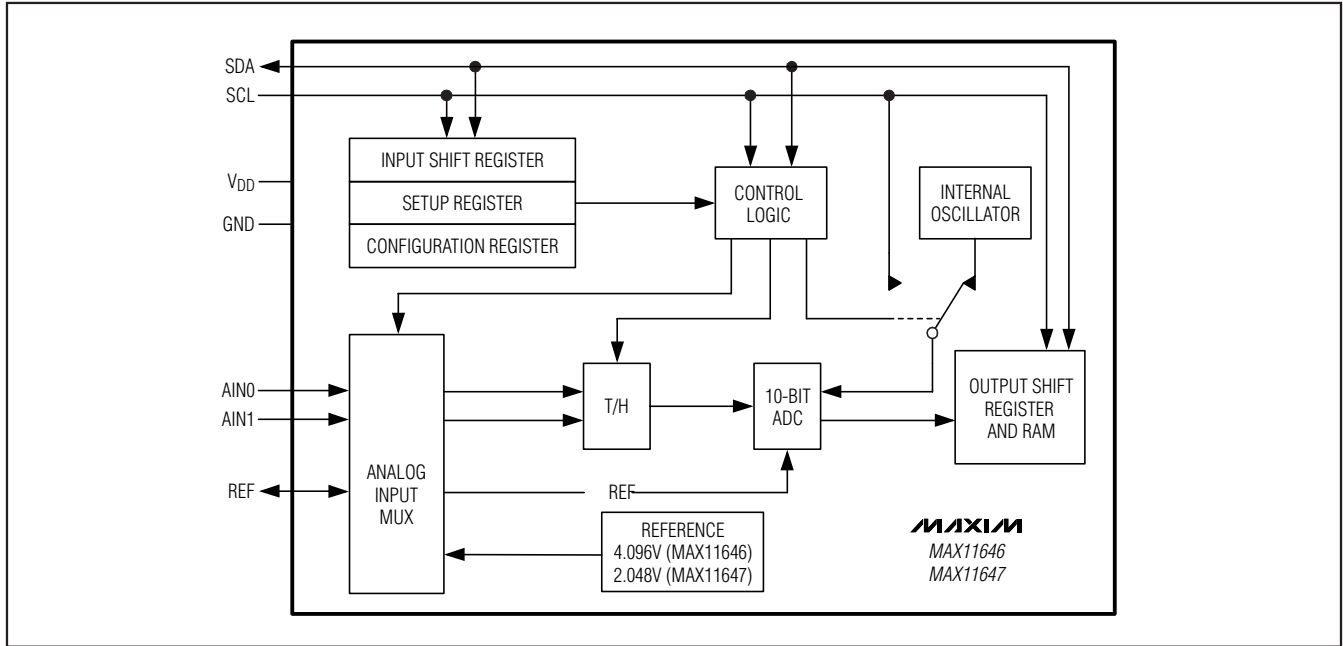 SDA
SCL
VDD
GND
AIN0
AIN1
REF
INPUT SHIFT REGISTER
SETUP REGISTER
CONFIGURATION REGISTER
CONTROL
LOGIC
INTERNAL
OSCILLATOR
ANALOG
INPUT
MUX
T/H
10-BIT
ADC
OUTPUT SHIFT
REGISTER
AND RAM
REF
REFERENCE
4.096V (MAX11646)
2.048V (MAX11647)
MAXIM
MAX11646
MAX11647